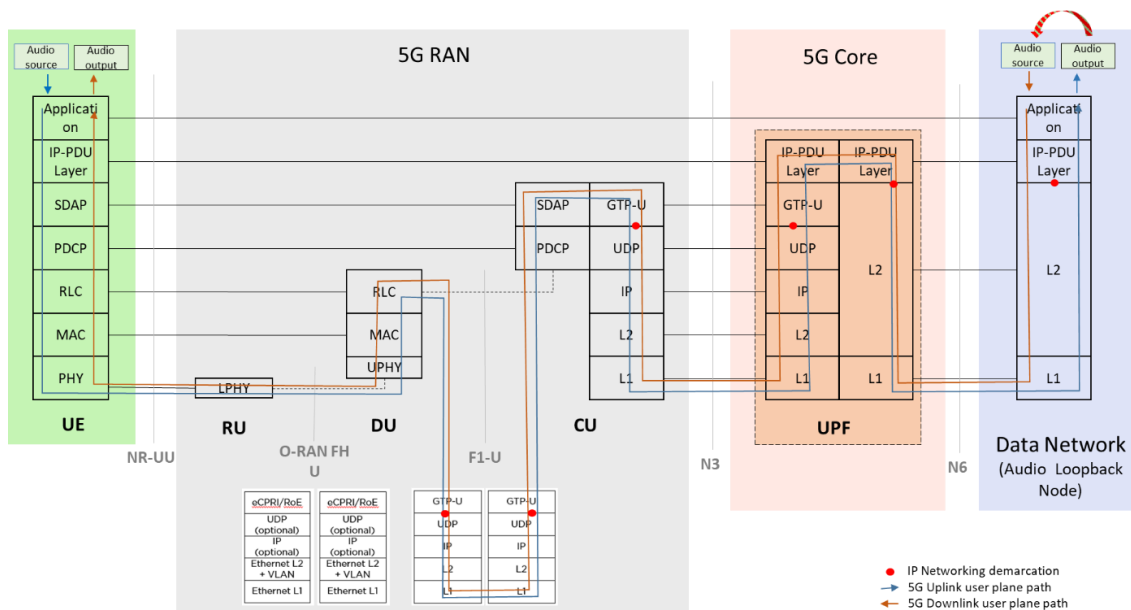 5G RAN
5G Core
Audio
source
Audio
output
Audio
source
Audio
output
Applicati
on
IP-PDU
Layer
SDAP
PDCP
RLC
MAC
PHY
UE
NR-UU
LPHY
RU
O-RAN FH
U
RLC
MAC
UPHY
DU
F1-U
SDAP
GTP-U
PDCP
UDP
IP
L2
L1
CU
N3
IP-PDU
Layer
IP-PDU
Layer
GTP-U
UDP
IP
L2
L1
L2
L1
UPF
N6
Applicati
on
IP-PDU
Layer
L2
L1
Data Network
(Audio Loopback
Node)
eCPRI/RoE
UDP
(optional)
IP
(optional)
Ethernet L2
+ VLAN
Ethernet L1
eCPRI/RoE
UDP
(optional)
IP
(optional)
Ethernet L2
+ VLAN
Ethernet L1
GTP-U
UDP
IP
L2
L1
GTP-U
UDP
IP
L2
L1
IP Networking demarcation
5G Uplink user plane path
5G Downlink user plane path